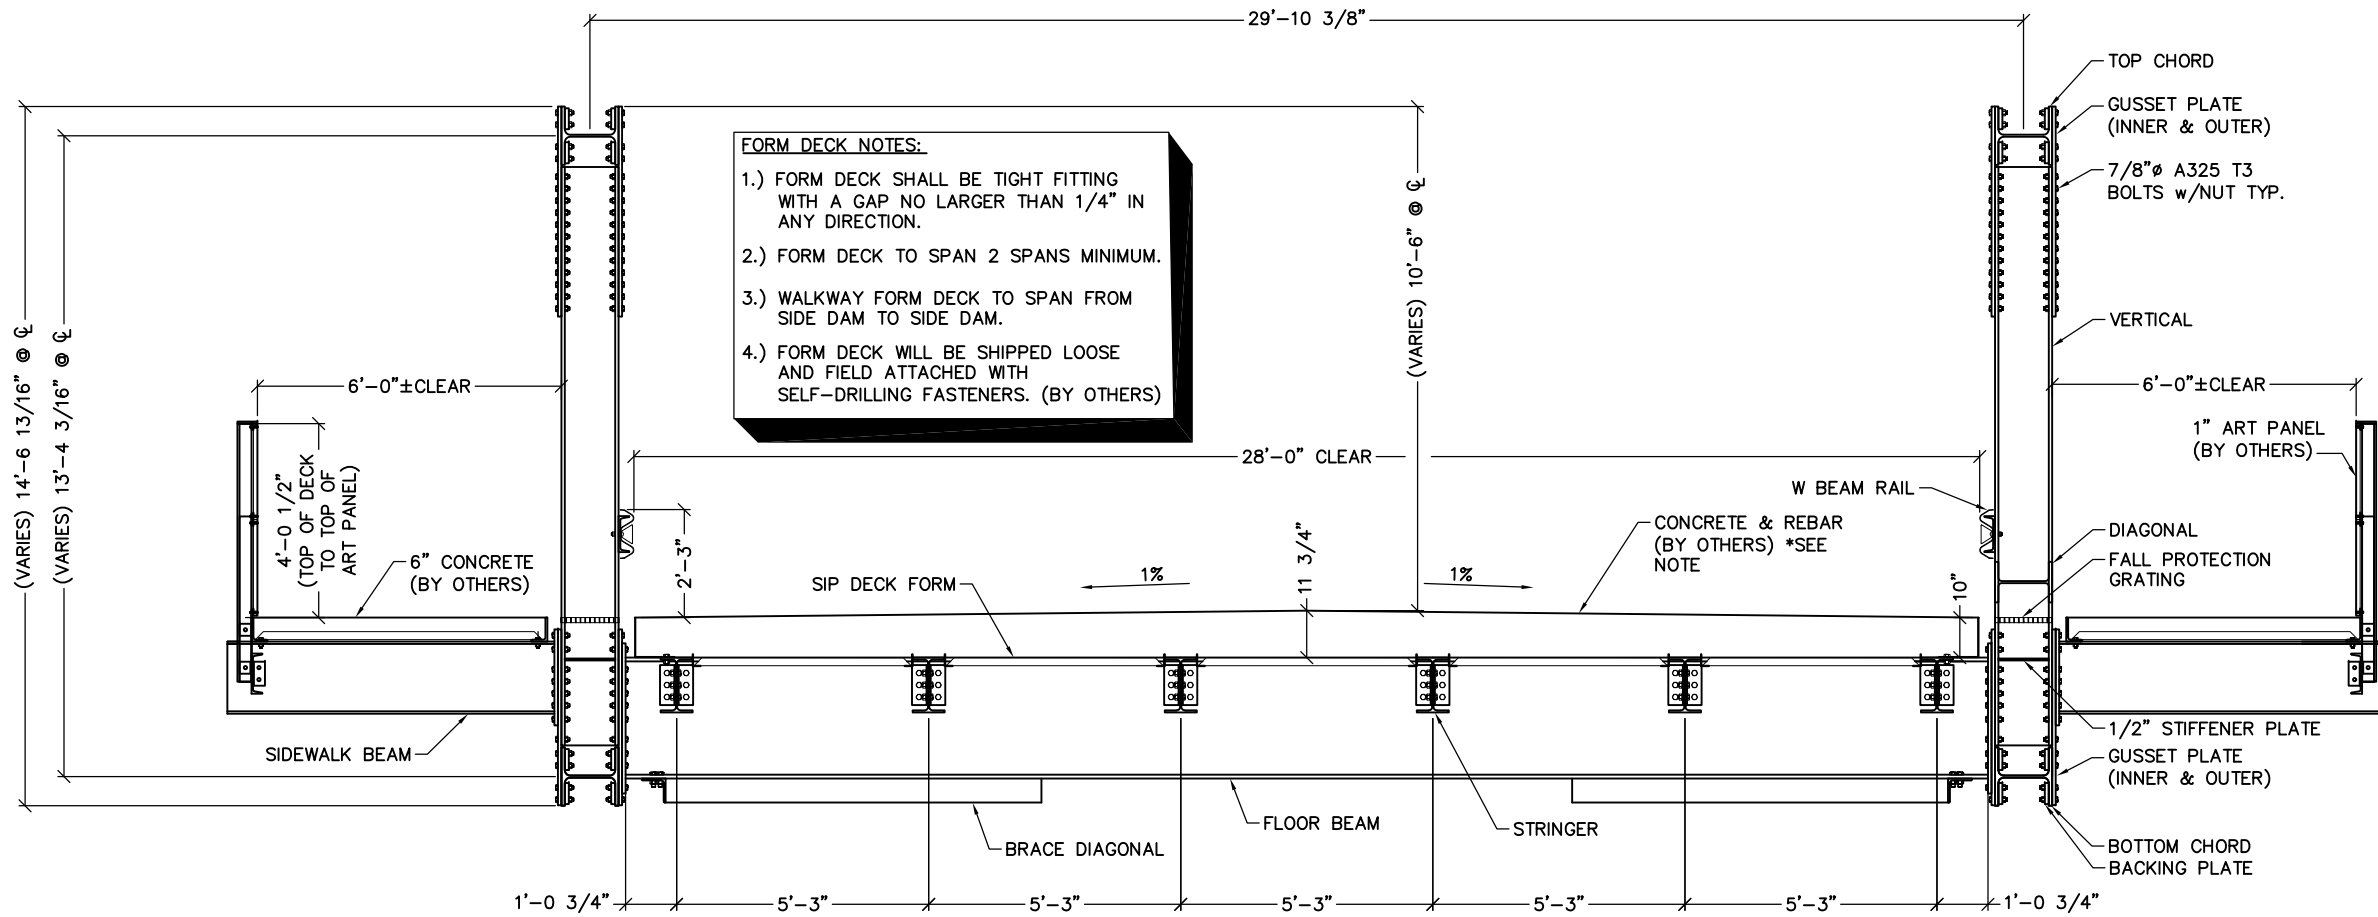 29'-10 3/8"
TOP CHORD
GUSSET PLATE
(INNER & OUTER)
7/8"ø A325 T3
BOLTS w/NUT TYP.
FORM DECK NOTES:
1.) FORM DECK SHALL BE TIGHT FITTING
WITH A GAP NO LARGER THAN 1/4" IN
ANY DIRECTION.
2.) FORM DECK TO SPAN 2 SPANS MINIMUM.
3.) WALKWAY FORM DECK TO SPAN FROM
SIDE DAM TO SIDE DAM.
4.) FORM DECK WILL BE SHIPPED LOOSE
AND FIELD ATTACHED WITH
SELF-DRILLING FASTENERS. (BY OTHERS)
(VARIES) 14'-6 13/16" @ ℄
(VARIES) 13'-4 3/16" @ ℄
(VARIES) 10'-6" @ ℄
VERTICAL
6'-0"±CLEAR
6'-0"±CLEAR
4'-0 1/2"
(TOP OF DECK
TO TOP OF
ART PANEL)
1" ART PANEL
(BY OTHERS)
28'-0" CLEAR
W BEAM RAIL
6" CONCRETE
(BY OTHERS)
2'-3"
SIP DECK FORM
1%
11 3/4"
1%
CONCRETE & REBAR
(BY OTHERS) *SEE
NOTE
10"
DIAGONAL
FALL PROTECTION
GRATING
SIDEWALK BEAM
1/2" STIFFENER PLATE
GUSSET PLATE
(INNER & OUTER)
BRACE DIAGONAL
FLOOR BEAM
STRINGER
BOTTOM CHORD
BACKING PLATE
1'-0 3/4"
5'-3"
5'-3"
5'-3"
5'-3"
5'-3"
1'-0 3/4"